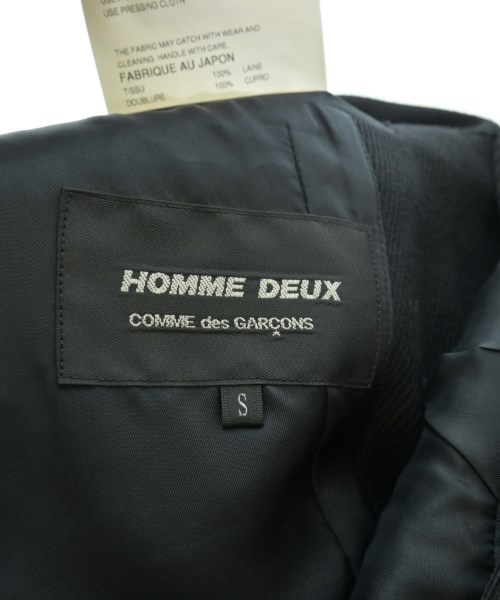 USE PRESSING CLOTH
THE FABRIC MAY CATCH WITH WEAR AND
CLEANING, HANDLE WITH CARE.
FABRIQUE AU JAPON
TISSU 100% LAINE
DOUBLURE 100% CUPRO
HOMME DEUX
COMME des GARÇONS
S